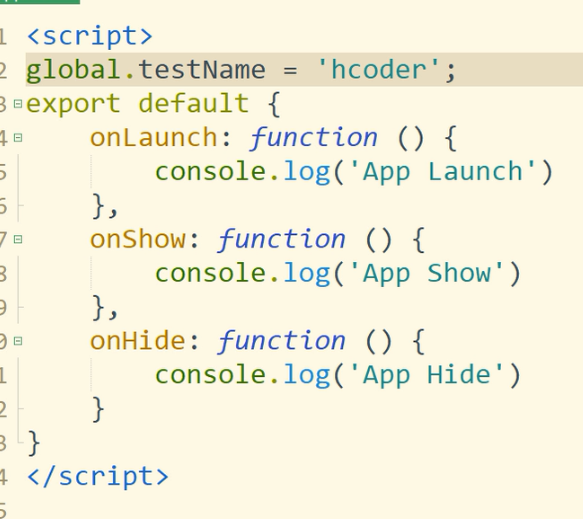 1 <script>
2 global.testName = 'hcoder';
3 export default {
4     onLaunch: function () {
5         console.log('App Launch')
6     },
7     onShow: function () {
8         console.log('App Show')
9     },
0     onHide: function () {
1         console.log('App Hide')
2     }
3 }
4 </script>
5